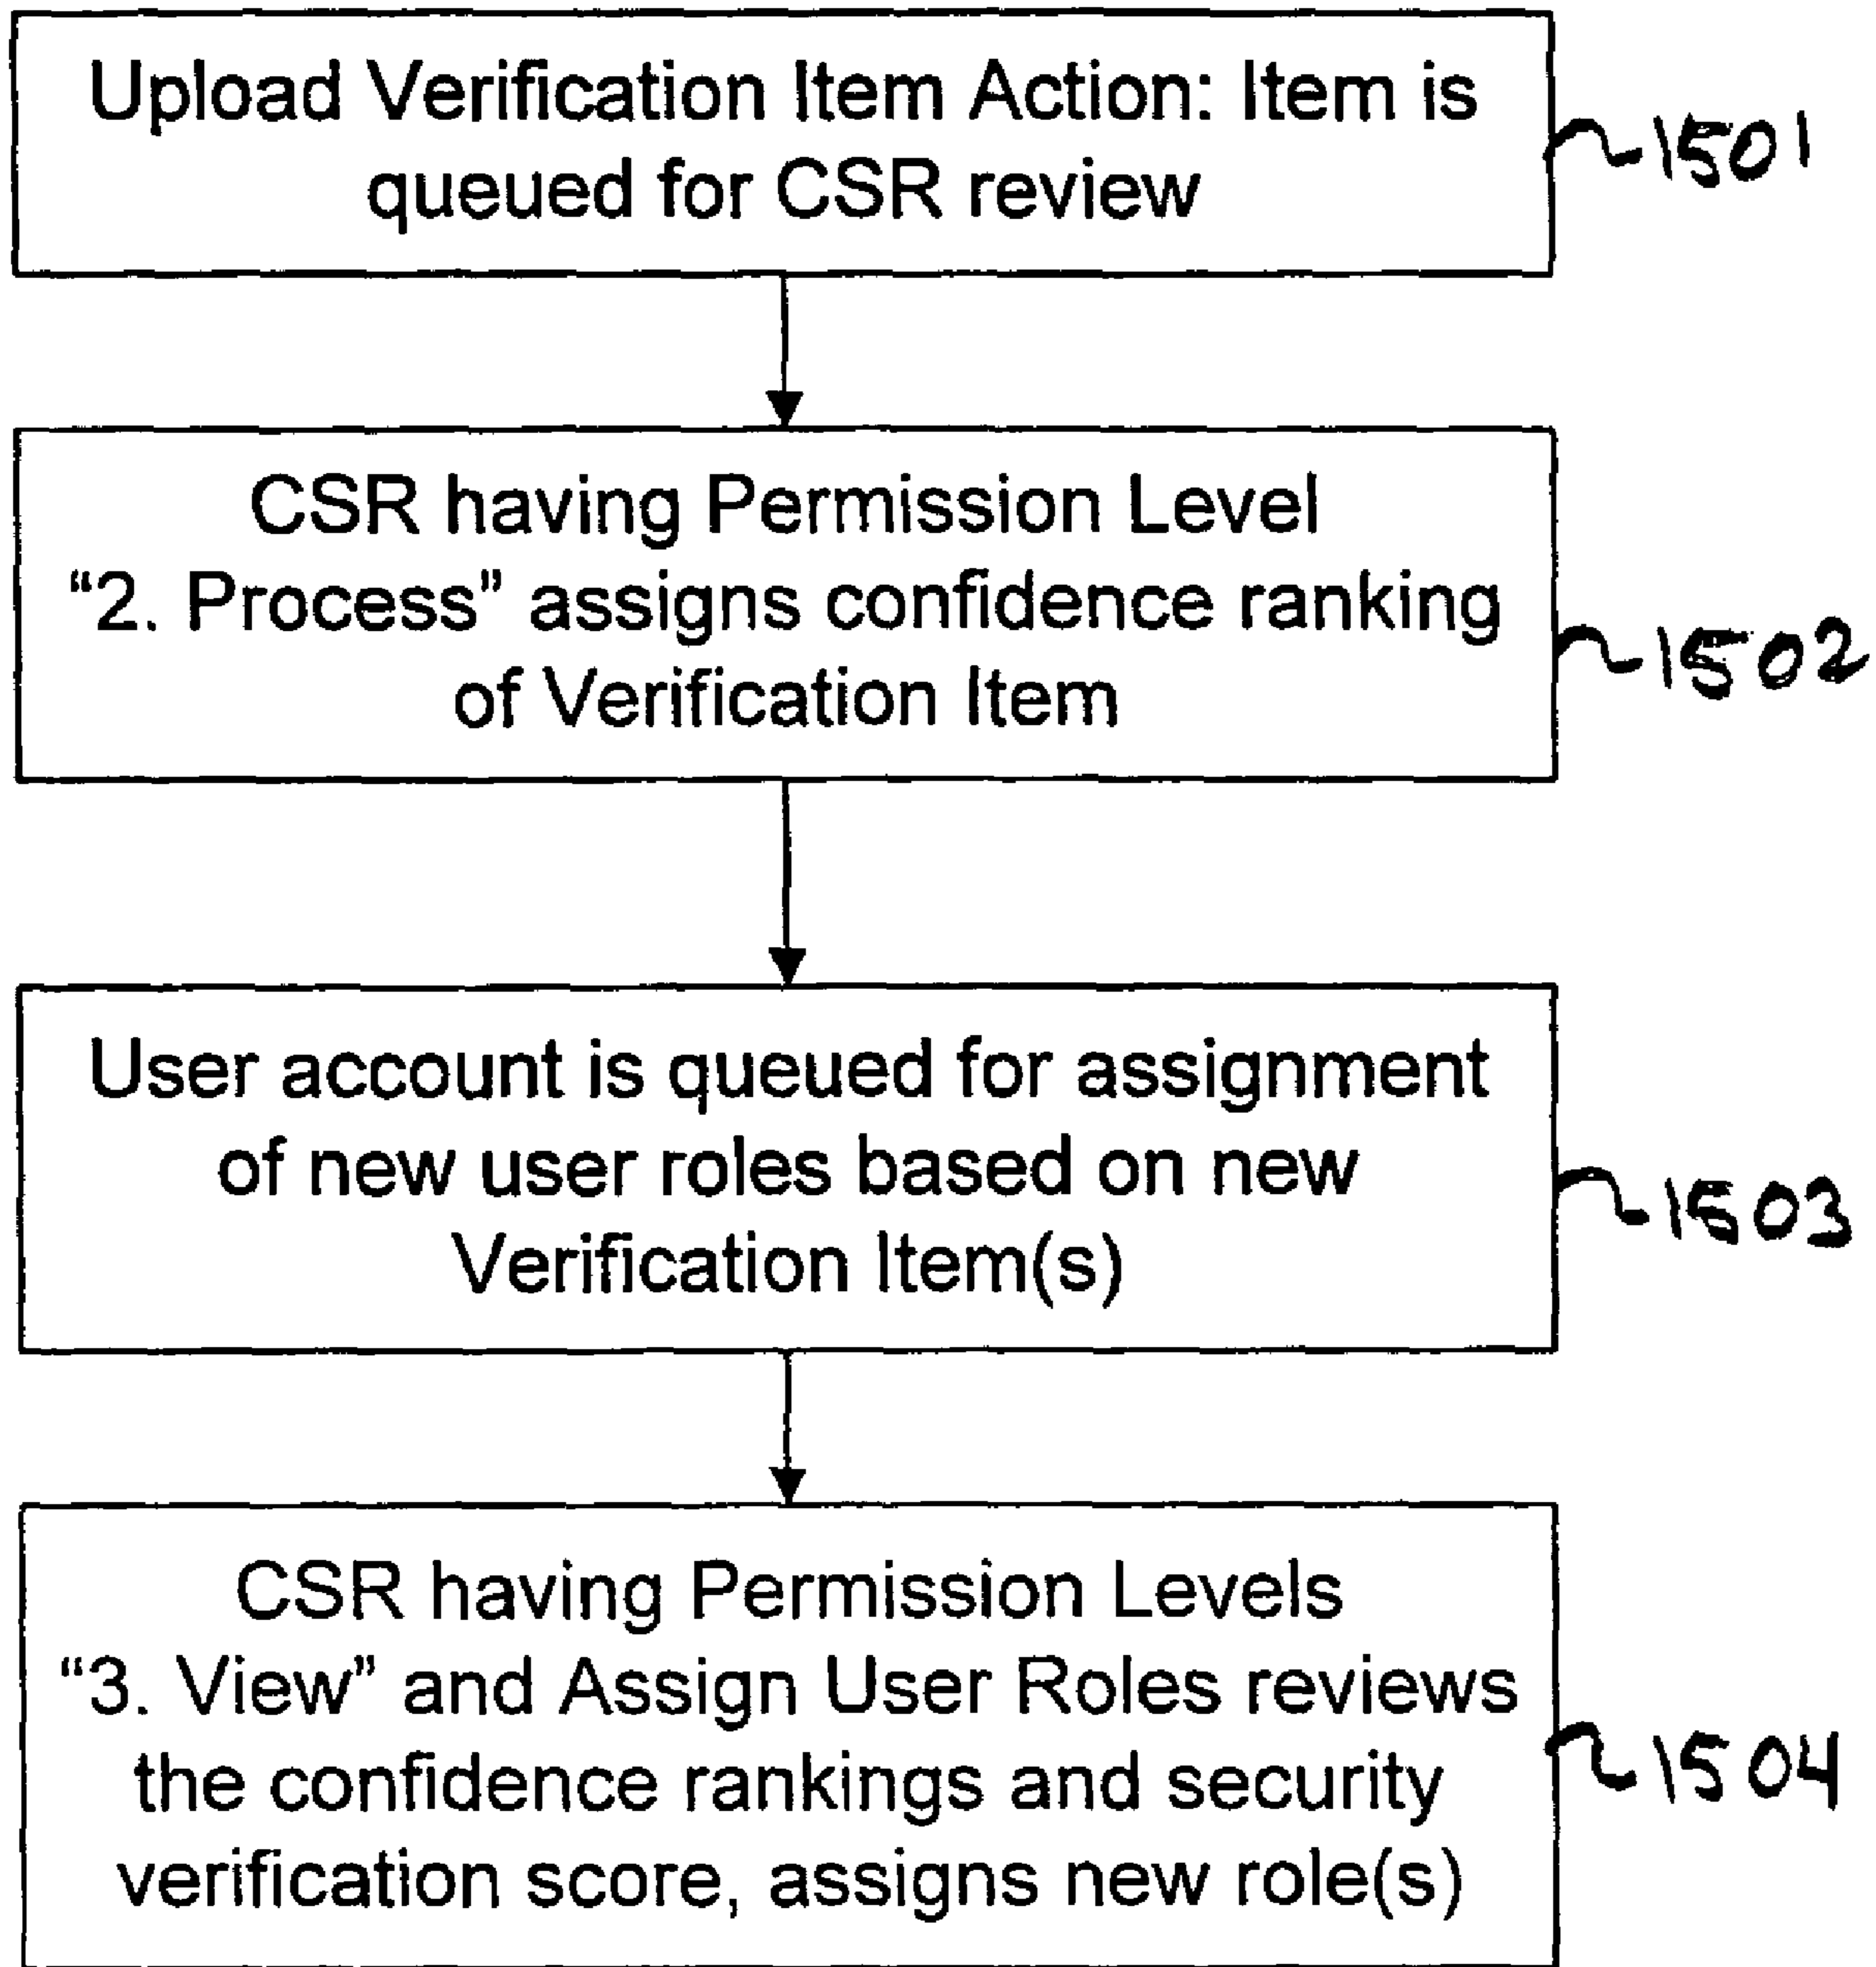 Upload Verification Item Action: Item is
queued for CSR review
1501
CSR having Permission Level
“2. Process” assigns confidence ranking
of Verification Item
1502
User account is queued for assignment
of new user roles based on new
Verification Item(s)
1503
CSR having Permission Levels
“3. View” and Assign User Roles reviews
the confidence rankings and security
verification score, assigns new role(s)
1504